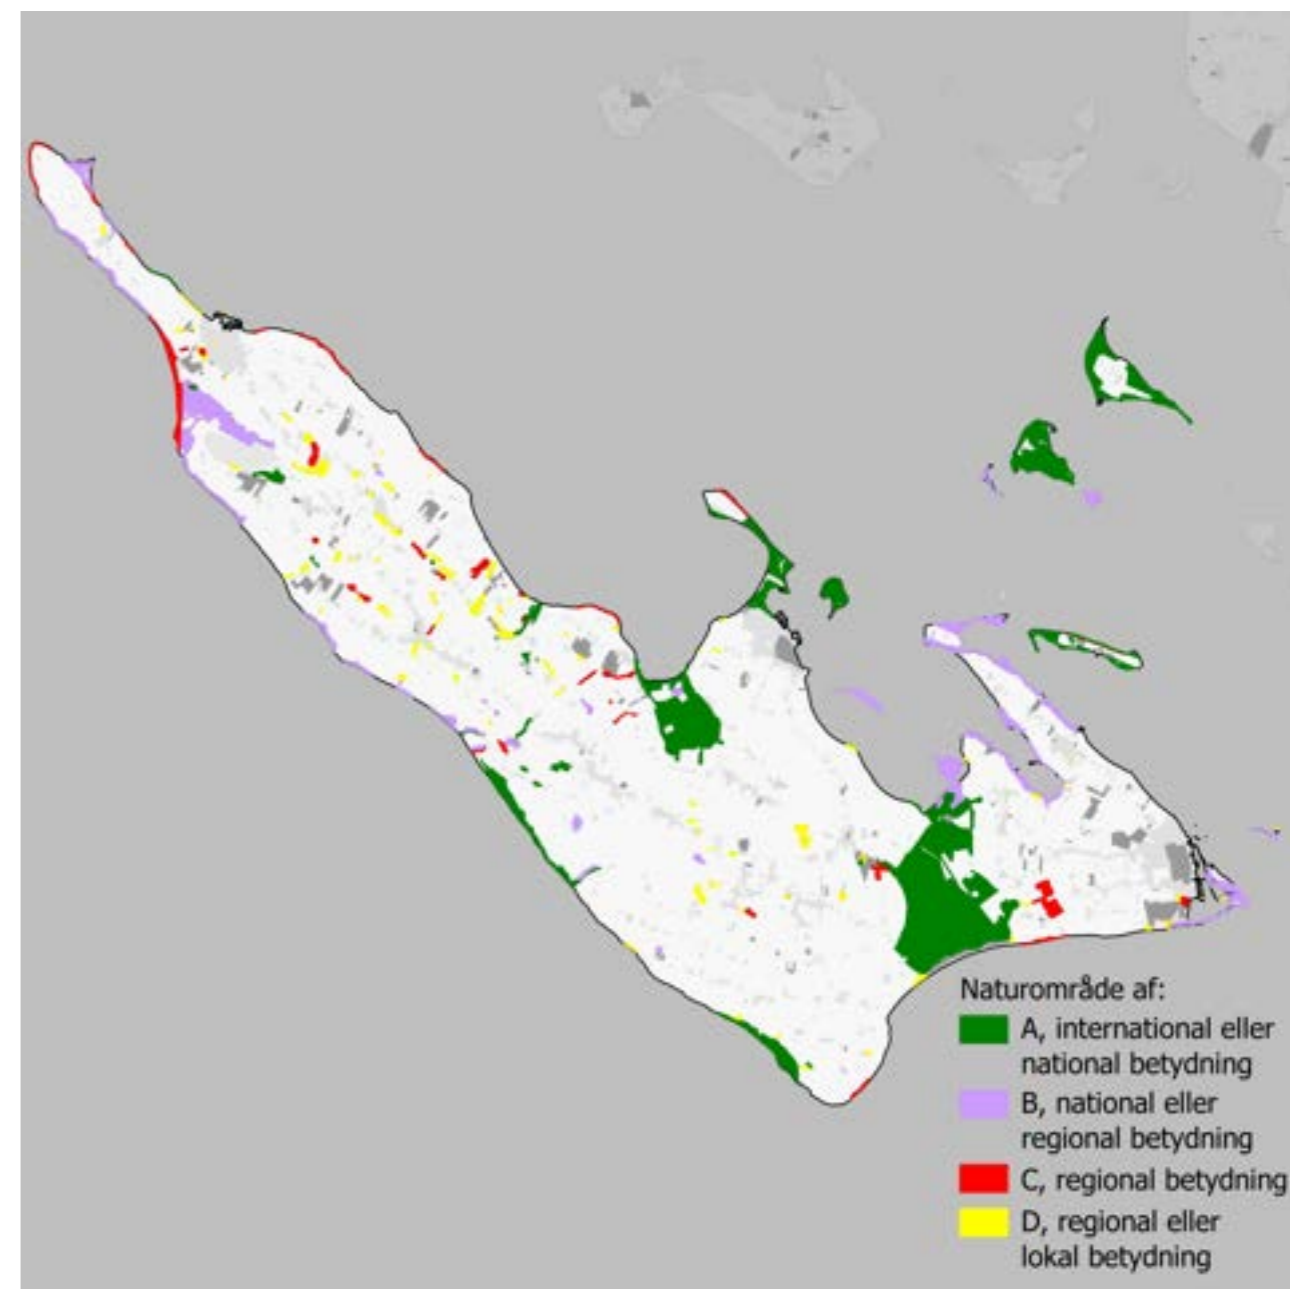 Naturområde af:
A, international eller
national betydning
B, national eller
regional betydning
C, regional betydning
D, regional eller
lokal betydning